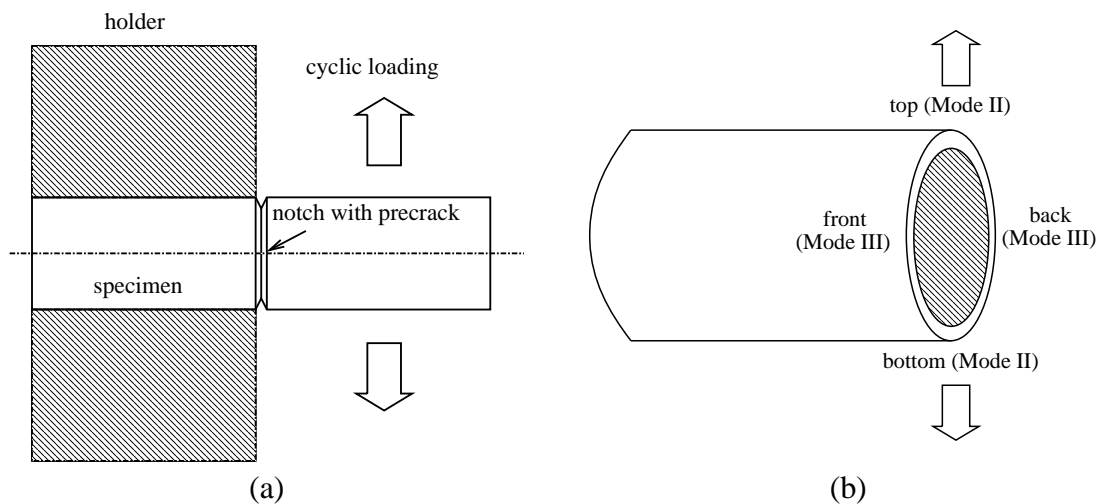 holder
cyclic loading
notch with precrack
specimen
(a)
top (Mode II)
front
(Mode III)
back
(Mode III)
bottom (Mode II)
(b)